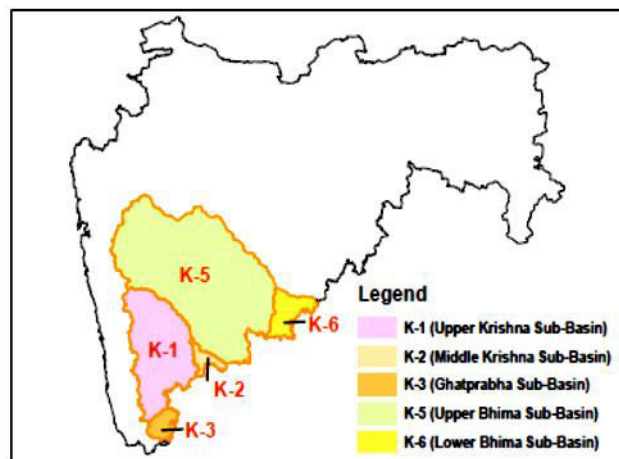 K-5
K-6
K-1
K-2
K-3
Legend
K-1 (Upper Krishna Sub-Basin)
K-2 (Middle Krishna Sub-Basin)
K-3 (Ghatprabha Sub-Basin)
K-5 (Upper Bhima Sub-Basin)
K-6 (Lower Bhima Sub-Basin)